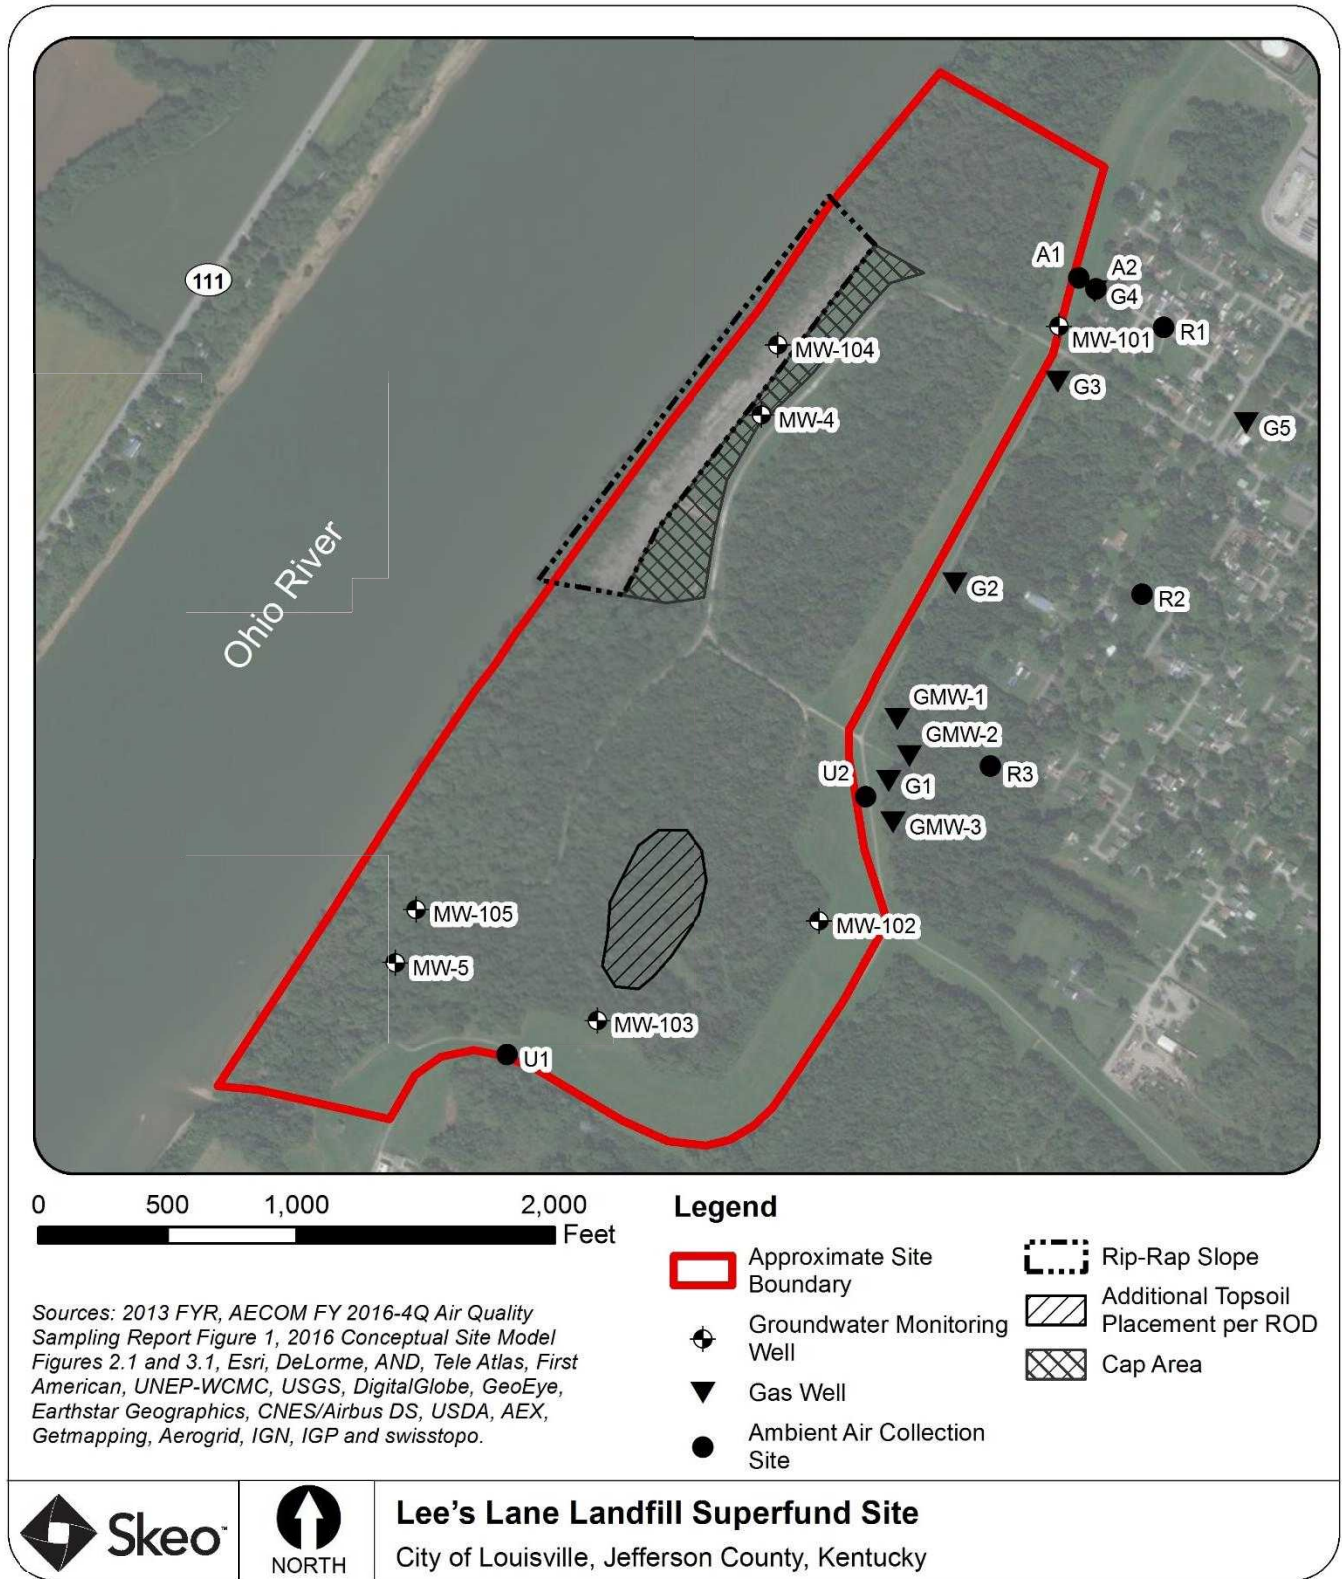 111
Ohio River
A1
A2
G4
MW-101
R1
MW-104
G3
MW-4
G5
G2
R2
GMW-1
GMW-2
U2
G1
R3
GMW-3
MW-105
MW-102
MW-5
MW-103
U1
0 500 1,000 2,000
Feet
Legend
Approximate Site
Boundary
Groundwater Monitoring
Well
Gas Well
Ambient Air Collection
Site
Rip-Rap Slope
Additional Topsoil
Placement per ROD
Cap Area
Sources: 2013 FYR, AECOM FY 2016-4Q Air Quality
Sampling Report Figure 1, 2016 Conceptual Site Model
Figures 2.1 and 3.1, Esri, DeLorme, AND, Tele Atlas, First
American, UNEP-WCMC, USGS, DigitalGlobe, GeoEye,
Earthstar Geographics, CNES/Airbus DS, USDA, AEX,
Getmapping, Aerogrid, IGN, IGP and swisstopo.
Skeo™
NORTH
Lee's Lane Landfill Superfund Site
City of Louisville, Jefferson County, Kentucky